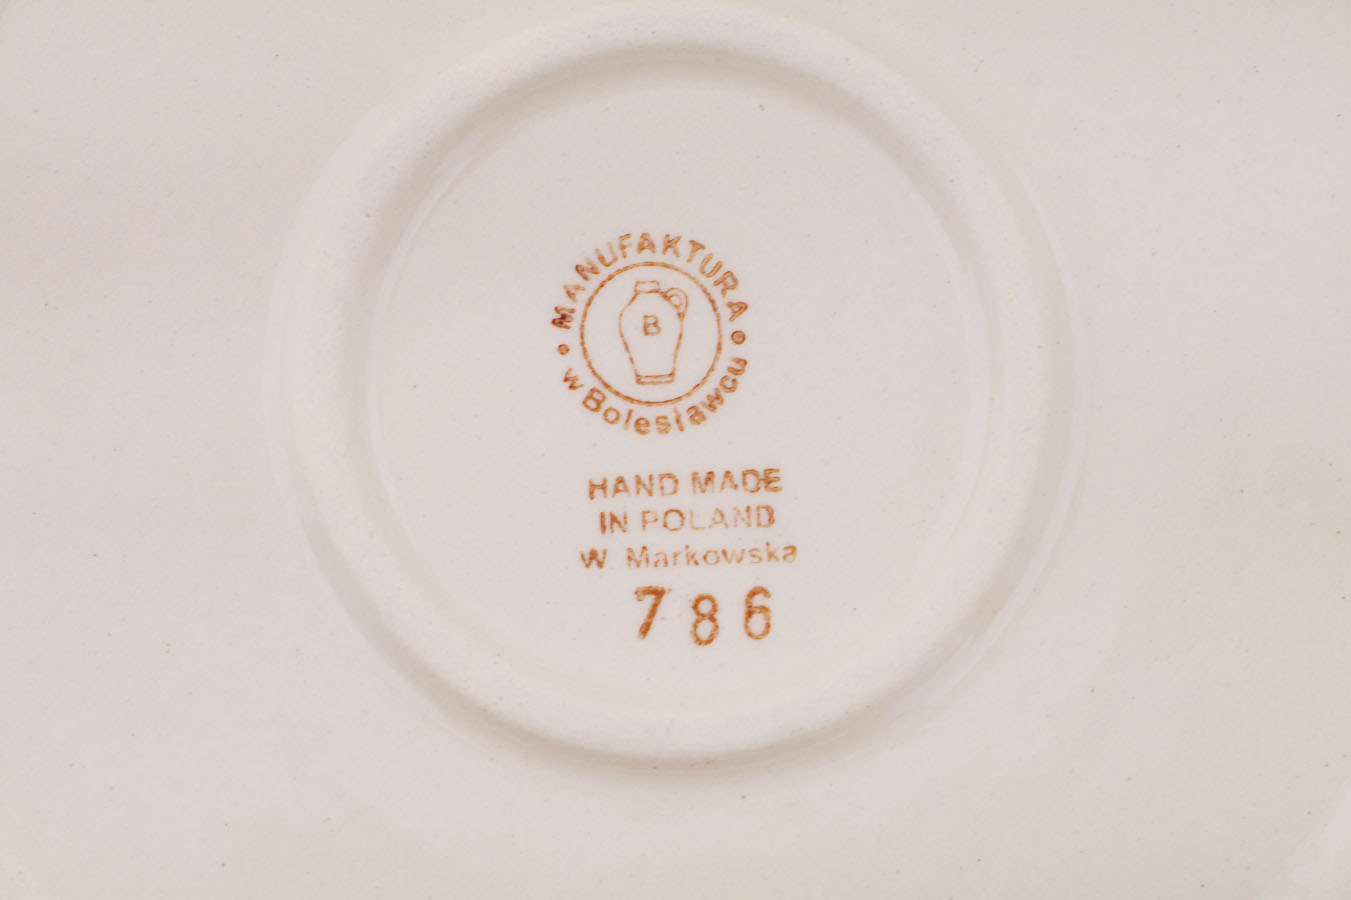 MANUFAKTURA
B
w Bolesławcu
HAND MADE
IN POLAND
W Markowska
786